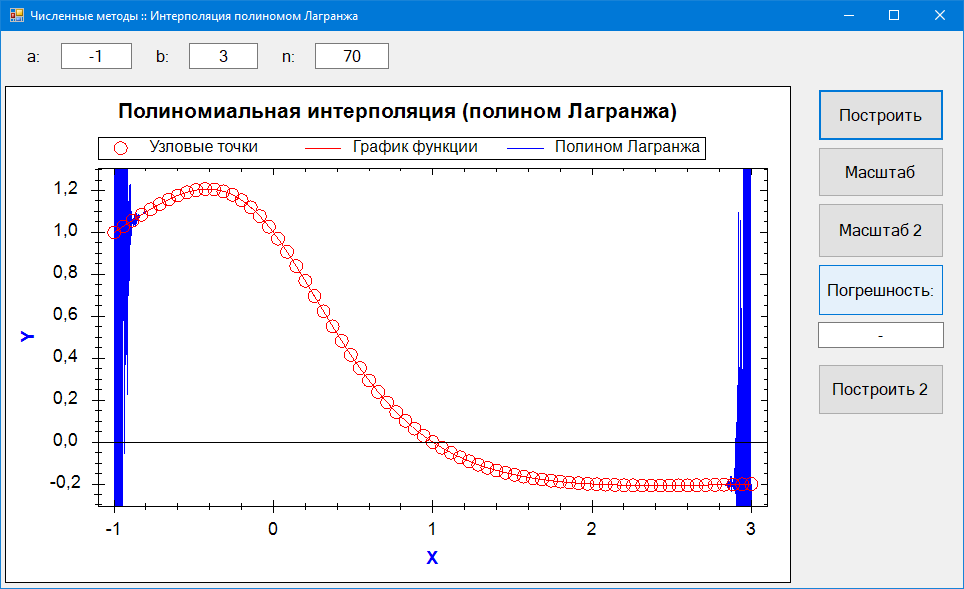 Численные методы :: Интерполяция полиномом Лагранжа
a: -1 b: 3 n: 70
Полиномиальная интерполяция (полином Лагранжа)
Узловые точки График функции Полином Лагранжа
1,2
1,0
0,8
0,6
0,4
0,2
0,0
-0,2
Y
-1 0 1 2 3
X
Построить
Масштаб
Масштаб 2
Погрешность:
-
Построить 2